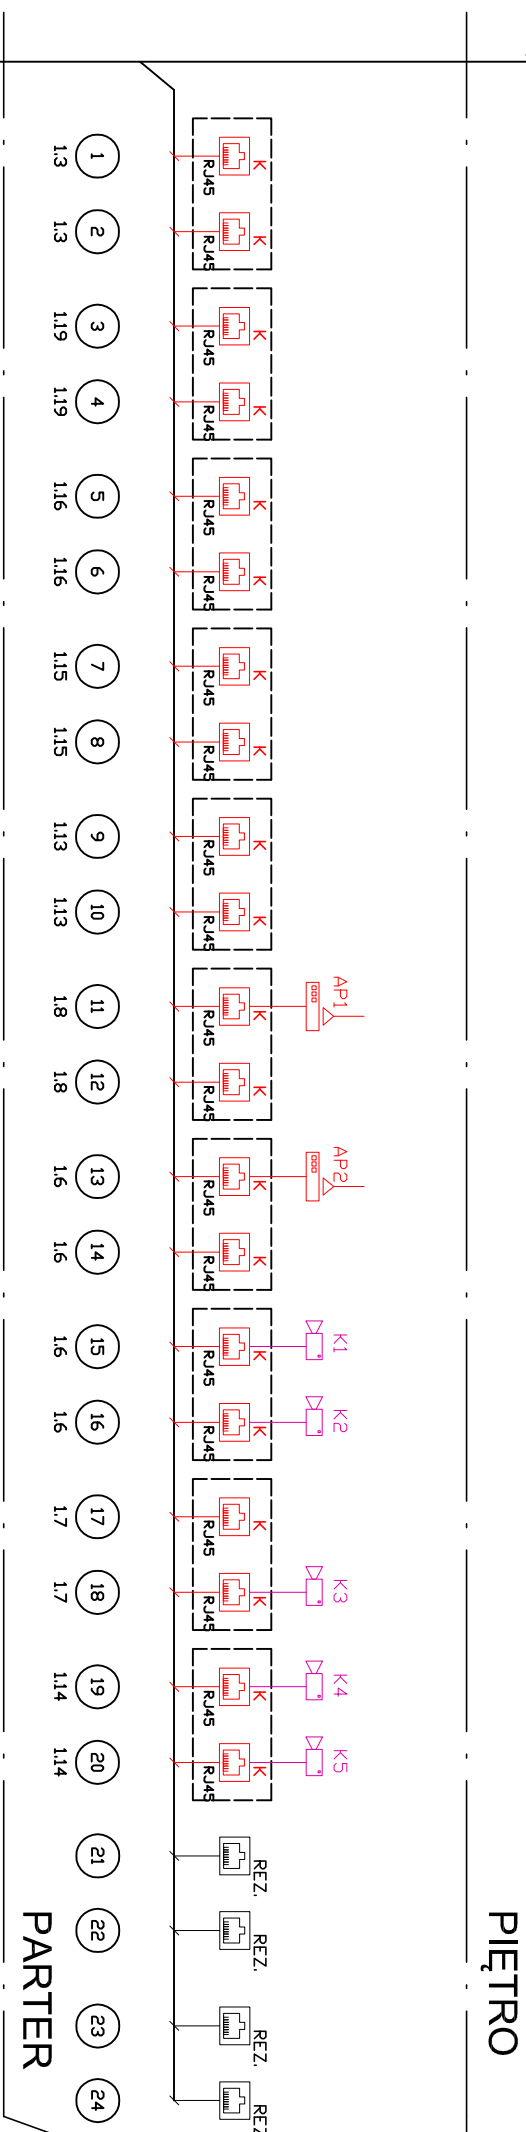 PIĘTRO
AP1 AP2 K1 K2 K3 K4 K5
K K K K K K K K K K K K K K K K K K K K REZ. REZ. REZ. REZ
RJ45 RJ45 RJ45 RJ45 RJ45 RJ45 RJ45 RJ45 RJ45 RJ45 RJ45 RJ45 RJ45 RJ45 RJ45 RJ45 RJ45 RJ45 RJ45 RJ45
1 2 3 4 5 6 7 8 9 10 11 12 13 14 15 16 17 18 19 20 21 22 23 24
1.3 1.3 1.19 1.19 1.16 1.16 1.15 1.15 1.13 1.13 1.8 1.8 1.6 1.6 1.6 1.6 1.7 1.7 1.14 1.14
PARTER